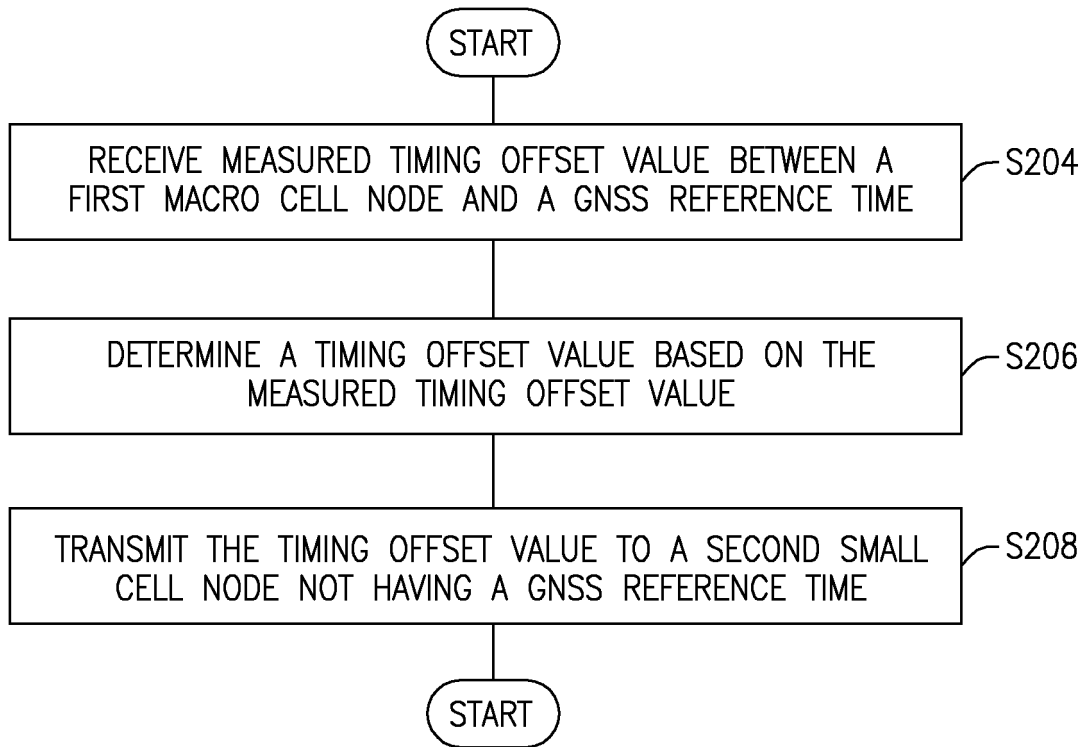 START
RECEIVE MEASURED TIMING OFFSET VALUE BETWEEN A
FIRST MACRO CELL NODE AND A GNSS REFERENCE TIME
S204
DETERMINE A TIMING OFFSET VALUE BASED ON THE
MEASURED TIMING OFFSET VALUE
S206
TRANSMIT THE TIMING OFFSET VALUE TO A SECOND SMALL
CELL NODE NOT HAVING A GNSS REFERENCE TIME
S208
START